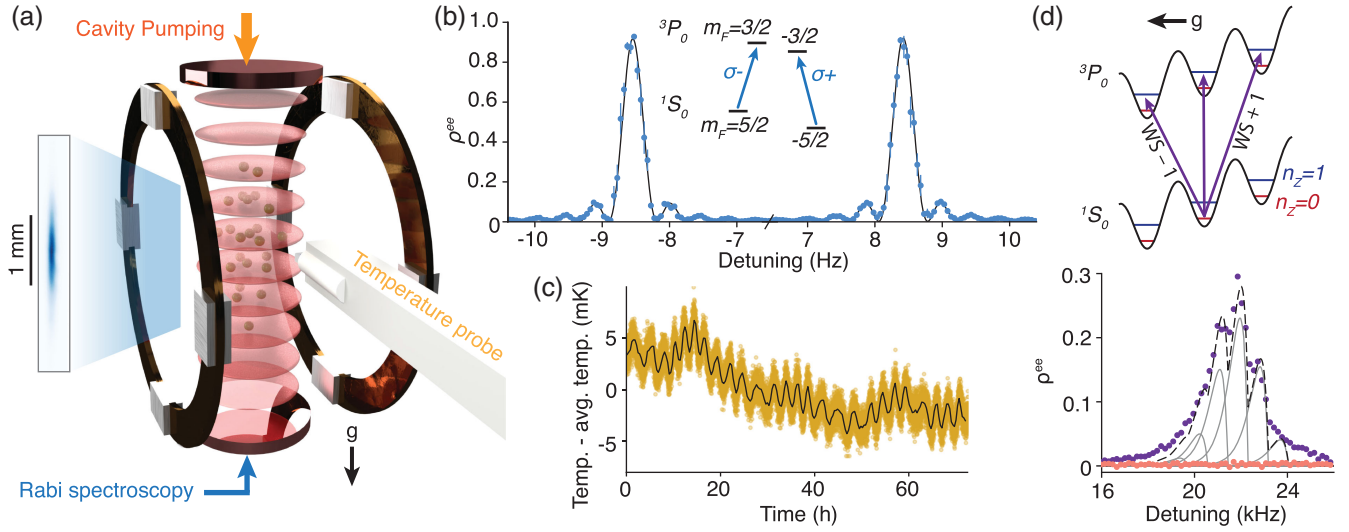 (a)
Cavity Pumping
1 mm
Temperature probe
g
Rabi spectroscopy
(b)
1.0
0.8
0.6
0.4
0.2
0
ρ^ee
³P₀
m_F=3/2
-3/2
σ-
σ+
¹S₀
m_F=5/2
-5/2
-10 -9 -8 -7 7 8 9 10
Detuning (Hz)
(c)
Temp. - avg. temp. (mK)
5
0
-5
0 20 40 60
Time (h)
(d)
g
³P₀
WS − 1
WS + 1
¹S₀
n_Z=1
n_Z=0
0.3
0.2
0.1
0
ρ^ee
16 20 24
Detuning (kHz)